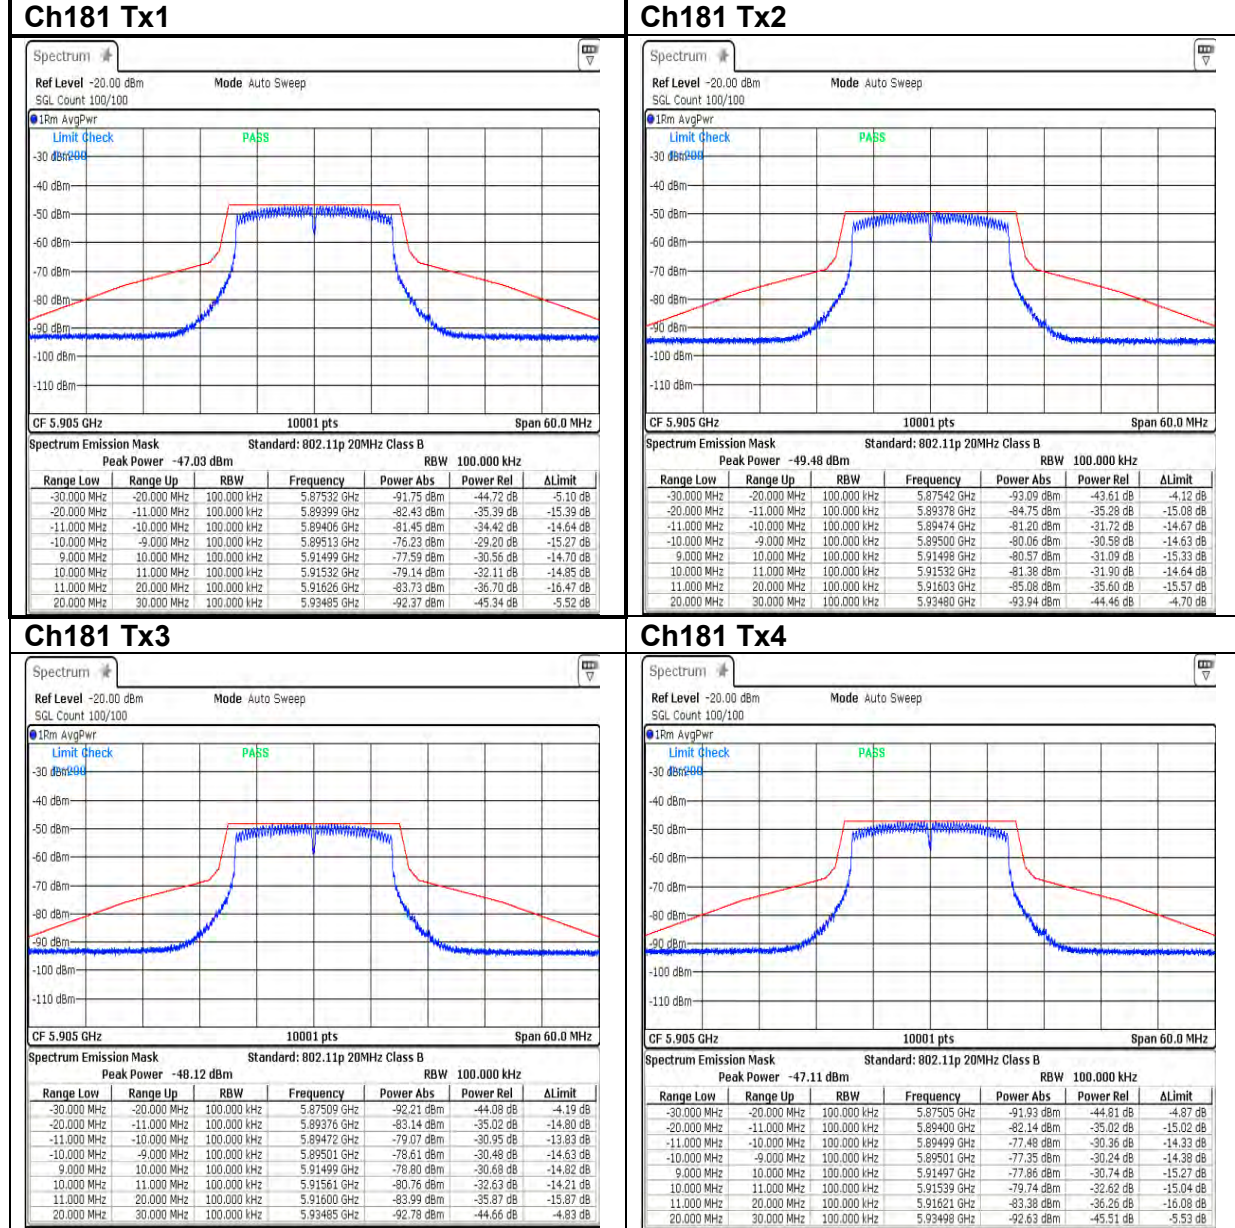 Ch181 Tx1
Spectrum
Ref Level -20.00 dBm Mode Auto Sweep
SGL Count 100/100
1Rm AvgPwr
Limit Check PASS
-30 dBm
-40 dBm
-50 dBm
-60 dBm
-70 dBm
-80 dBm
-90 dBm
-100 dBm
-110 dBm
CF 5.905 GHz 10001 pts Span 60.0 MHz
Spectrum Emission Mask Standard: 802.11p 20MHz Class B
Peak Power -47.03 dBm RBW 100.000 kHz
Range Low Range Up RBW Frequency Power Abs Power Rel ΔLimit
-30.000 MHz -20.000 MHz 100.000 kHz 5.87542 GHz -91.75 dBm -44.72 dB -5.10 dB
-20.000 MHz -11.000 MHz 100.000 kHz 5.89399 GHz -82.43 dBm -35.39 dB -15.39 dB
-11.000 MHz -10.000 MHz 100.000 kHz 5.89406 GHz -81.45 dBm -34.42 dB -14.64 dB
-10.000 MHz -9.000 MHz 100.000 kHz 5.89513 GHz -76.23 dBm -29.20 dB -15.27 dB
9.000 MHz 10.000 MHz 100.000 kHz 5.91499 GHz -77.59 dBm -30.56 dB -14.70 dB
10.000 MHz 11.000 MHz 100.000 kHz 5.91532 GHz -79.14 dBm -32.11 dB -14.85 dB
11.000 MHz 20.000 MHz 100.000 kHz 5.91626 GHz -83.73 dBm -36.70 dB -16.47 dB
20.000 MHz 30.000 MHz 100.000 kHz 5.93485 GHz -92.37 dBm -45.34 dB -5.52 dB
Ch181 Tx2
Spectrum
Ref Level -20.00 dBm Mode Auto Sweep
SGL Count 100/100
1Rm AvgPwr
Limit Check PASS
-30 dBm
-40 dBm
-50 dBm
-60 dBm
-70 dBm
-80 dBm
-90 dBm
-100 dBm
-110 dBm
CF 5.905 GHz 10001 pts Span 60.0 MHz
Spectrum Emission Mask Standard: 802.11p 20MHz Class B
Peak Power -49.48 dBm RBW 100.000 kHz
Range Low Range Up RBW Frequency Power Abs Power Rel ΔLimit
-30.000 MHz -20.000 MHz 100.000 kHz 5.87542 GHz -93.09 dBm -43.61 dB -4.12 dB
-20.000 MHz -11.000 MHz 100.000 kHz 5.89378 GHz -84.75 dBm -35.28 dB -15.08 dB
-11.000 MHz -10.000 MHz 100.000 kHz 5.89474 GHz -81.20 dBm -31.72 dB -14.67 dB
-10.000 MHz -9.000 MHz 100.000 kHz 5.89500 GHz -80.06 dBm -30.58 dB -14.63 dB
9.000 MHz 10.000 MHz 100.000 kHz 5.91498 GHz -80.57 dBm -31.09 dB -15.33 dB
10.000 MHz 11.000 MHz 100.000 kHz 5.91532 GHz -81.38 dBm -31.90 dB -14.64 dB
11.000 MHz 20.000 MHz 100.000 kHz 5.91603 GHz -85.08 dBm -35.60 dB -15.57 dB
20.000 MHz 30.000 MHz 100.000 kHz 5.93480 GHz -93.94 dBm -44.46 dB -4.70 dB
Ch181 Tx3
Spectrum
Ref Level -20.00 dBm Mode Auto Sweep
SGL Count 100/100
1Rm AvgPwr
Limit Check PASS
-30 dBm
-40 dBm
-50 dBm
-60 dBm
-70 dBm
-80 dBm
-90 dBm
-100 dBm
-110 dBm
CF 5.905 GHz 10001 pts Span 60.0 MHz
Spectrum Emission Mask Standard: 802.11p 20MHz Class B
Peak Power -48.12 dBm RBW 100.000 kHz
Range Low Range Up RBW Frequency Power Abs Power Rel ΔLimit
-30.000 MHz -20.000 MHz 100.000 kHz 5.87509 GHz -92.21 dBm -44.08 dB -4.19 dB
-20.000 MHz -11.000 MHz 100.000 kHz 5.89376 GHz -83.14 dBm -35.02 dB -14.80 dB
-11.000 MHz -10.000 MHz 100.000 kHz 5.89472 GHz -79.07 dBm -30.95 dB -13.83 dB
-10.000 MHz -9.000 MHz 100.000 kHz 5.89501 GHz -78.61 dBm -30.48 dB -14.63 dB
9.000 MHz 10.000 MHz 100.000 kHz 5.91499 GHz -78.80 dBm -30.68 dB -14.82 dB
10.000 MHz 11.000 MHz 100.000 kHz 5.91561 GHz -80.76 dBm -32.63 dB -14.21 dB
11.000 MHz 20.000 MHz 100.000 kHz 5.91600 GHz -83.99 dBm -35.87 dB -15.87 dB
20.000 MHz 30.000 MHz 100.000 kHz 5.93485 GHz -92.78 dBm -44.66 dB -4.83 dB
Ch181 Tx4
Spectrum
Ref Level -20.00 dBm Mode Auto Sweep
SGL Count 100/100
1Rm AvgPwr
Limit Check PASS
-30 dBm
-40 dBm
-50 dBm
-60 dBm
-70 dBm
-80 dBm
-90 dBm
-100 dBm
-110 dBm
CF 5.905 GHz 10001 pts Span 60.0 MHz
Spectrum Emission Mask Standard: 802.11p 20MHz Class B
Peak Power -47.11 dBm RBW 100.000 kHz
Range Low Range Up RBW Frequency Power Abs Power Rel ΔLimit
-30.000 MHz -20.000 MHz 100.000 kHz 5.87505 GHz -91.93 dBm -44.81 dB -4.87 dB
-20.000 MHz -11.000 MHz 100.000 kHz 5.89400 GHz -82.14 dBm -35.02 dB -15.02 dB
-11.000 MHz -10.000 MHz 100.000 kHz 5.89499 GHz -77.48 dBm -30.36 dB -14.33 dB
-10.000 MHz -9.000 MHz 100.000 kHz 5.89501 GHz -77.35 dBm -30.24 dB -14.38 dB
9.000 MHz 10.000 MHz 100.000 kHz 5.91497 GHz -77.86 dBm -30.74 dB -15.27 dB
10.000 MHz 11.000 MHz 100.000 kHz 5.91539 GHz -79.74 dBm -32.62 dB -15.04 dB
11.000 MHz 20.000 MHz 100.000 kHz 5.91621 GHz -83.38 dBm -36.26 dB -16.08 dB
20.000 MHz 30.000 MHz 100.000 kHz 5.93498 GHz -92.63 dBm -45.51 dB -5.53 dB